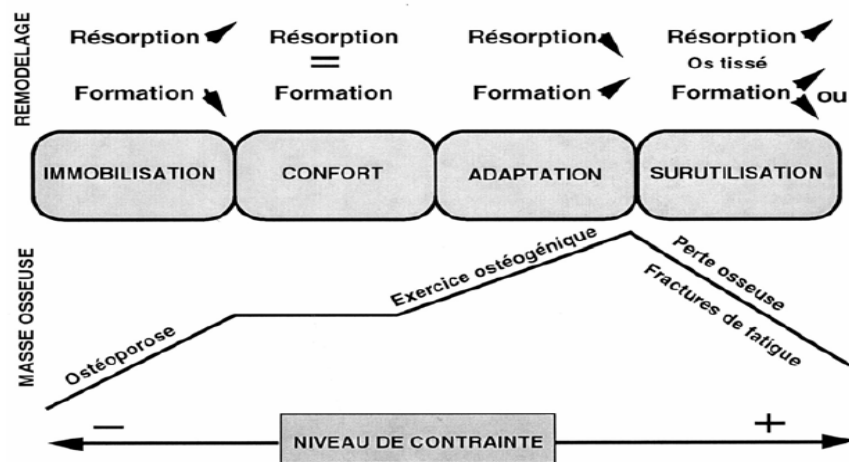 REMODELAGE
Résorption Résorption Résorption Résorption
= Os tissé
Formation Formation Formation Formation ou
IMMOBILISATION CONFORT ADAPTATION SURUTILISATION
MASSE OSSEUSE
Ostéoporose
Exercice ostéogénique
Perte osseuse
Fractures de fatigue
− +
NIVEAU DE CONTRAINTE